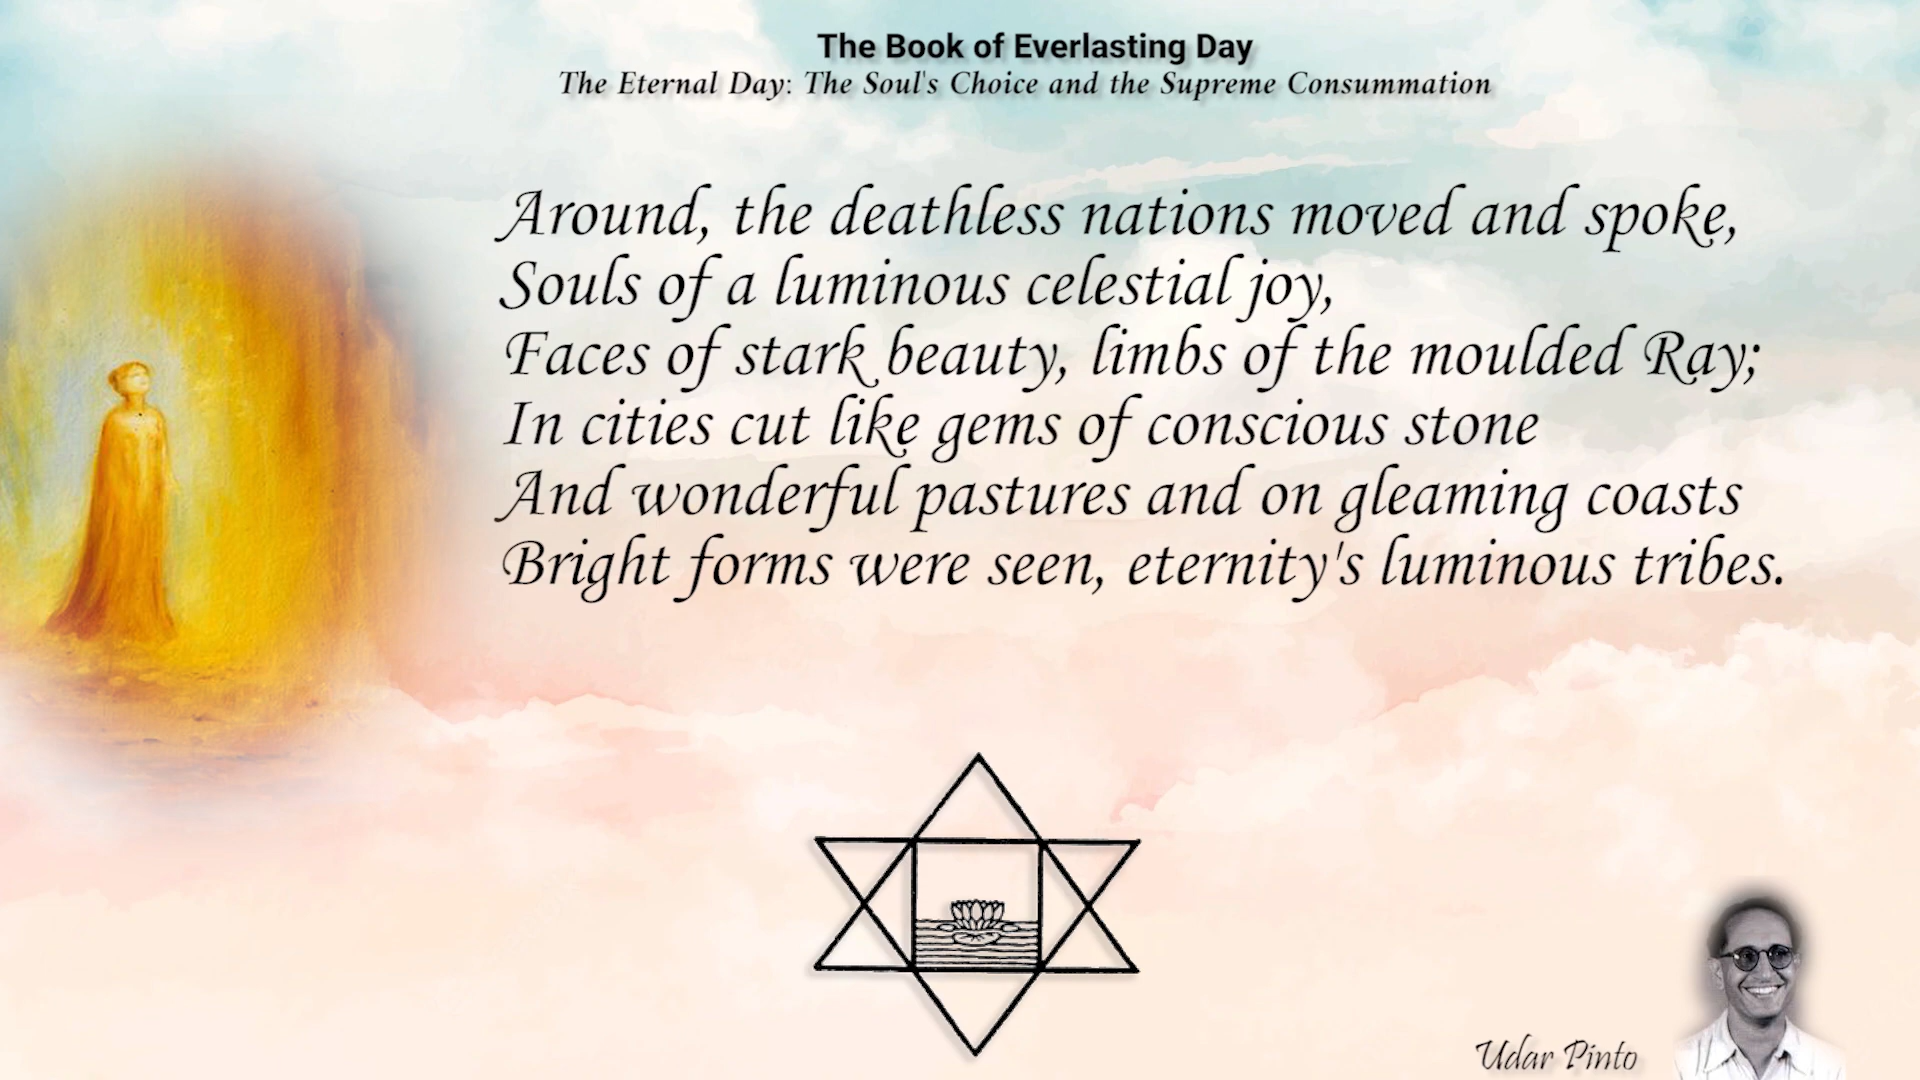 The Book of Everlasting Day
The Eternal Day: The Soul's Choice and the Supreme Consummation
Around, the deathless nations moved and spoke,
Souls of a luminous celestial joy,
Faces of stark beauty, limbs of the moulded Ray;
In cities cut like gems of conscious stone
And wonderful pastures and on gleaming coasts
Bright forms were seen, eternity's luminous tribes.
Udar Pinto